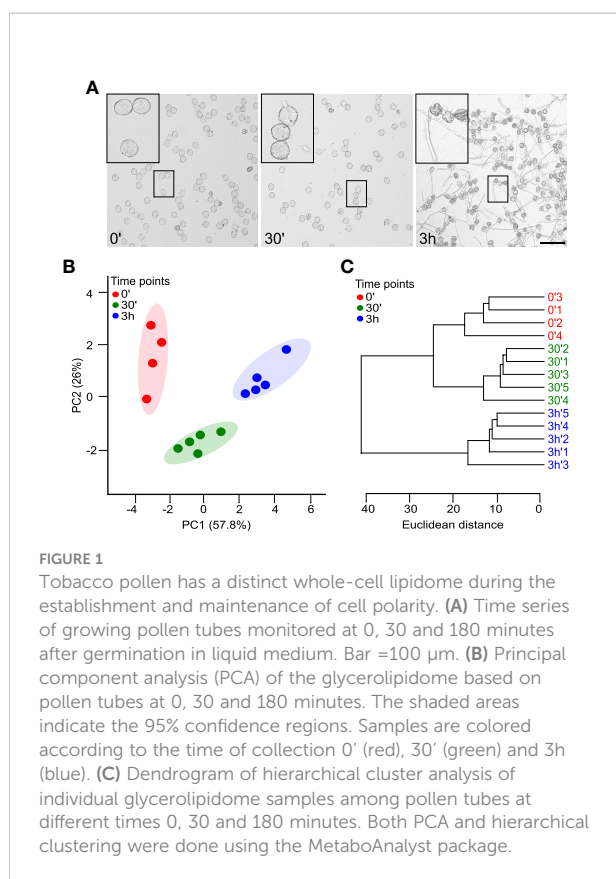 A
0'
30'
3h
B
Time points
0'
30'
3h
4
2
0
-2
PC2 (26%)
-4
-2
0
2
4
6
PC1 (57.8%)
C
Time points
0'
30'
3h
0'3
0'1
0'2
0'4
30'2
30'1
30'3
30'5
30'4
3h'5
3h'4
3h'2
3h'1
3h'3
40
30
20
10
0
Euclidean distance
FIGURE 1
Tobacco pollen has a distinct whole-cell lipidome during the
establishment and maintenance of cell polarity. (A) Time series
of growing pollen tubes monitored at 0, 30 and 180 minutes
after germination in liquid medium. Bar =100 µm. (B) Principal
component analysis (PCA) of the glycerolipidome based on
pollen tubes at 0, 30 and 180 minutes. The shaded areas
indicate the 95% confidence regions. Samples are colored
according to the time of collection 0' (red), 30' (green) and 3h
(blue). (C) Dendrogram of hierarchical cluster analysis of
individual glycerolipidome samples among pollen tubes at
different times 0, 30 and 180 minutes. Both PCA and hierarchical
clustering were done using the MetaboAnalyst package.